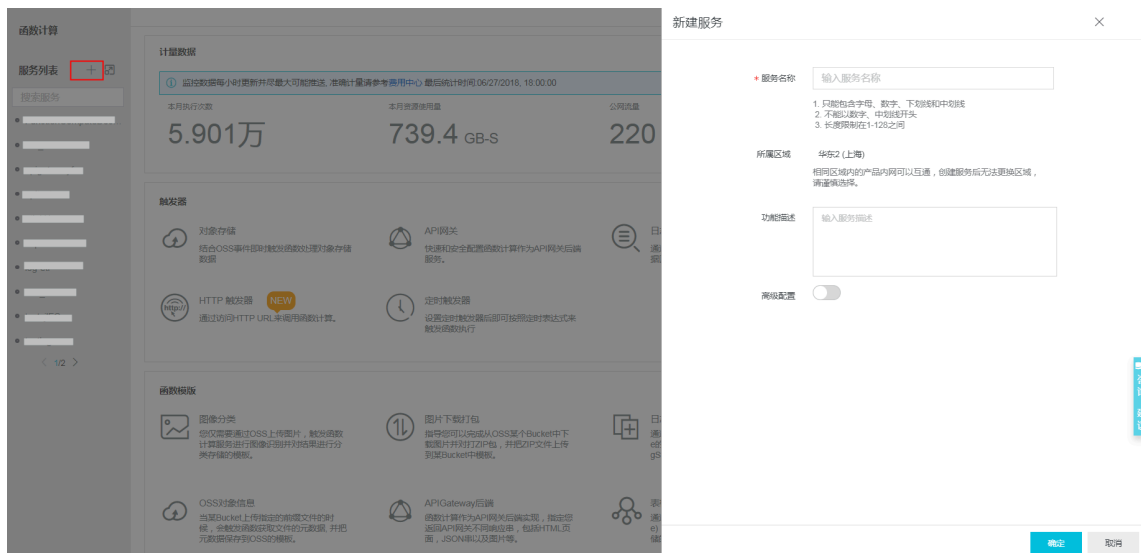 函数计算
服务列表
搜索服务
1/2
计量数据
监控数据每小时更新并尽最大可能推送, 准确计量请参考费用中心 最后统计时间:06/27/2018, 16:00:00
本月执行次数
5.901万
本月资源使用量
739.4 GB-S
公网流量
220
触发器
对象存储
结合OSS事件即时触发函数处理对象存储
数据
API网关
快速和安全配置函数计算作为API网关后端
服务。
HTTP 触发器 NEW
http://
通过访问HTTP URL来调用函数计算。
定时触发器
设置定时触发器后即可按照定时表达式来
触发函数执行
函数模版
图像分类
您仅需要通过OSS上传图片，触发函数
计算服务进行图像识别并对结果进行分
类存储的模板。
图片下载打包
指导您可以完成从OSS某个Bucket中下
载图片并对打ZIP包，并把ZIP文件上传
到某Bucket中模板。
OSS对象信息
当某Bucket上传指定的前缀文件的时
候，会触发函数获取文件的元数据, 并把
元数据保存到OSS的模板。
APIGateway后端
函数计算作为API网关后端实现，指定您
返回API网关不同响应串，包括HTML页
面，JSON串以及图片等。
新建服务
* 服务名称
输入服务名称
1. 只能包含字母、数字、下划线和中划线
2. 不能以数字、中划线开头
3. 长度限制在1-128之间
所属区域 华东2 (上海)
相同区域内的产品内网可以互通，创建服务后无法更换区域，
请谨慎选择。
功能描述
输入服务描述
高级配置
确定
取消